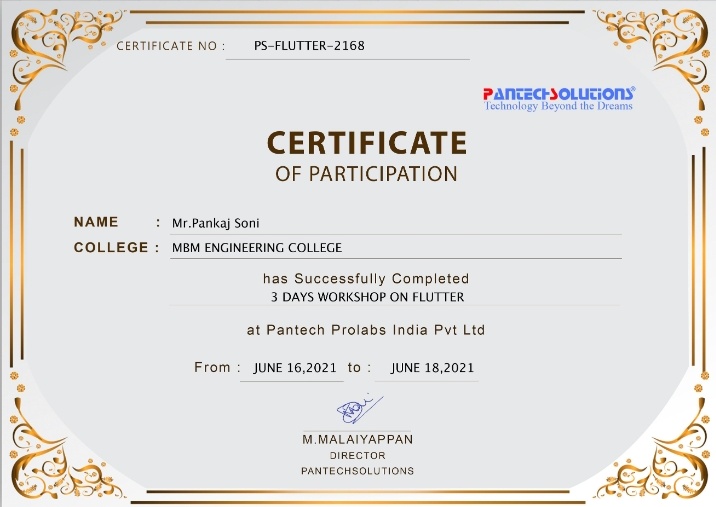 CERTIFICATE NO : PS-FLUTTER-2168
PANTECHSOLUTIONS®
Technology Beyond the Dreams
CERTIFICATE
OF PARTICIPATION
NAME : Mr.Pankaj Soni
COLLEGE : MBM ENGINEERING COLLEGE
has Successfully Completed
3 DAYS WORKSHOP ON FLUTTER
at Pantech Prolabs India Pvt Ltd
From : JUNE 16,2021 to : JUNE 18,2021
M.MALAIYAPPAN
DIRECTOR
PANTECHSOLUTIONS